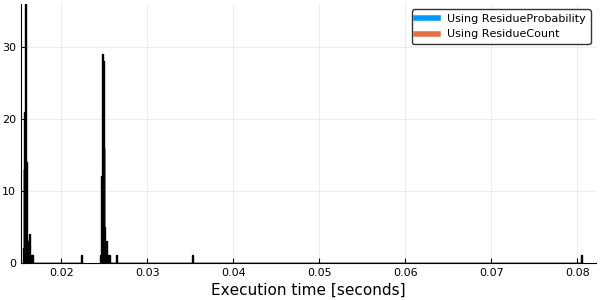 Using ResidueProbability
Using ResidueCount
30
20
10
0
0.02 0.03 0.04 0.05 0.06 0.07 0.08
Execution time [seconds]